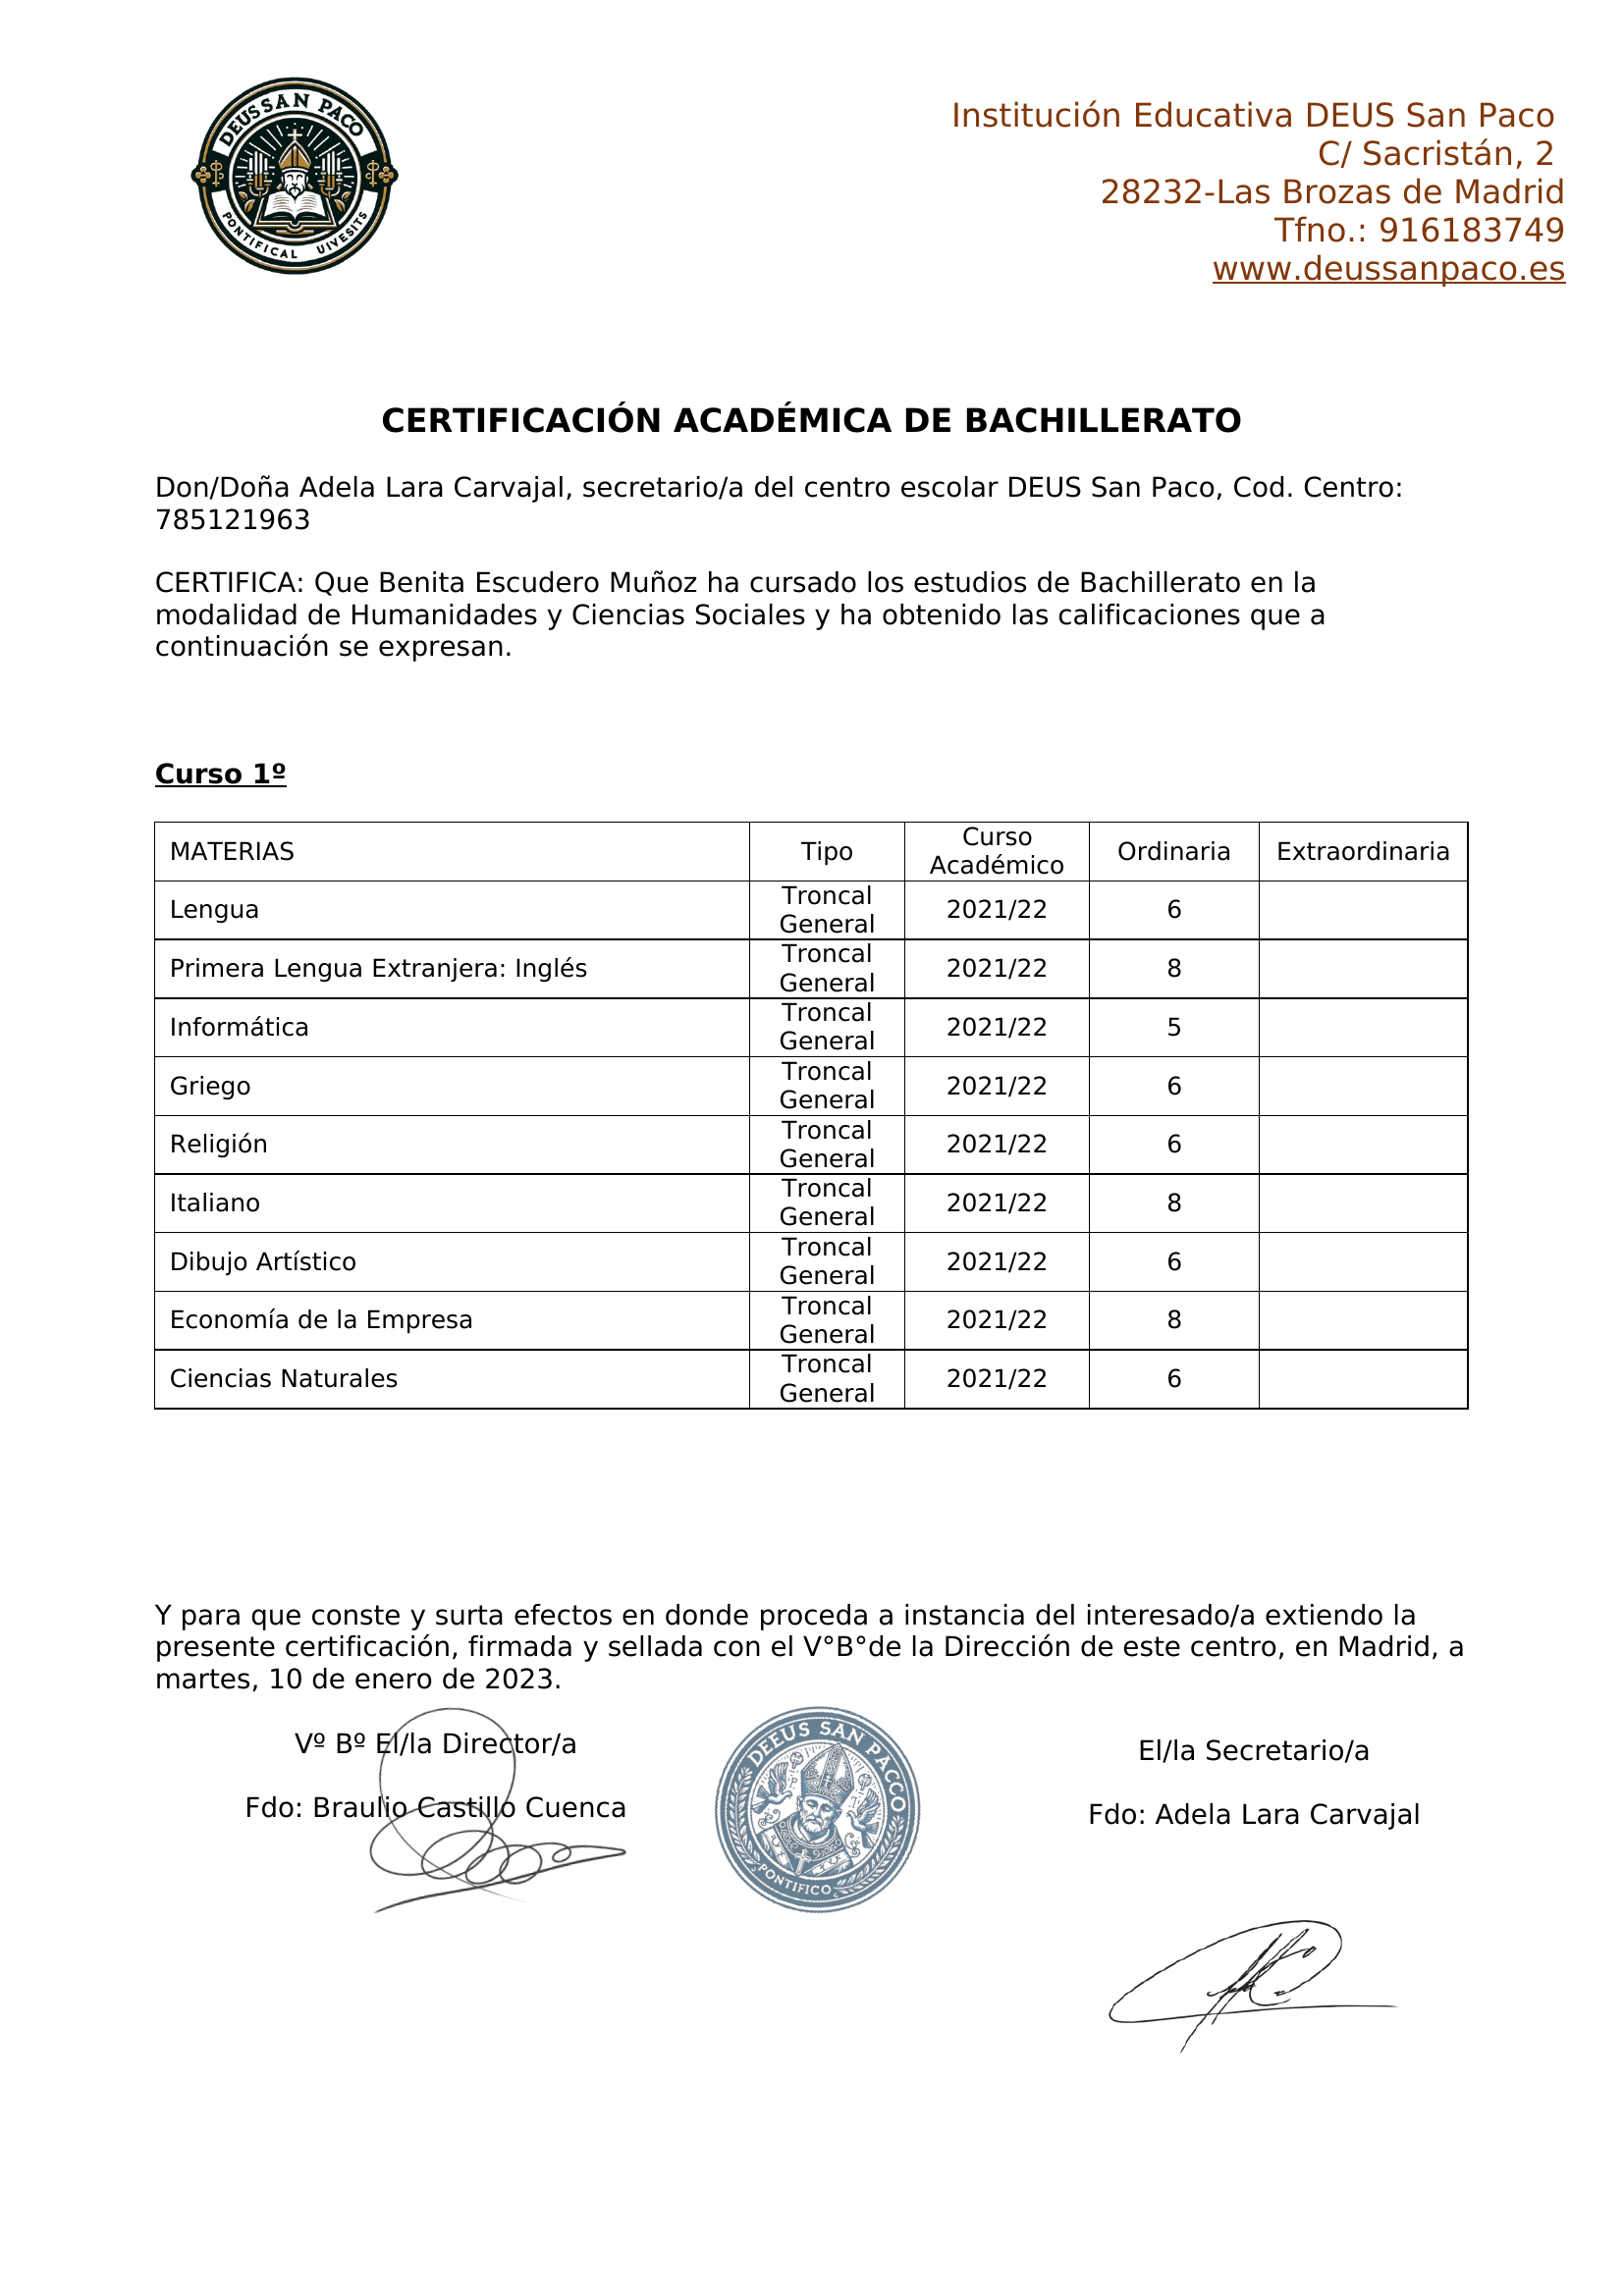 DEUSSAN PACO
PONTIFICAL UIVESITS
Institución Educativa DEUS San Paco
C/ Sacristán, 2
28232-Las Brozas de Madrid
Tfno.: 916183749
www.deussanpaco.es
CERTIFICACIÓN ACADÉMICA DE BACHILLERATO
Don/Doña Adela Lara Carvajal, secretario/a del centro escolar DEUS San Paco, Cod. Centro:
785121963
CERTIFICA: Que Benita Escudero Muñoz ha cursado los estudios de Bachillerato en la
modalidad de Humanidades y Ciencias Sociales y ha obtenido las calificaciones que a
continuación se expresan.
Curso 1º
MATERIAS Tipo Curso Académico Ordinaria Extraordinaria
Lengua Troncal General 2021/22 6
Primera Lengua Extranjera: Inglés Troncal General 2021/22 8
Informática Troncal General 2021/22 5
Griego Troncal General 2021/22 6
Religión Troncal General 2021/22 6
Italiano Troncal General 2021/22 8
Dibujo Artístico Troncal General 2021/22 6
Economía de la Empresa Troncal General 2021/22 8
Ciencias Naturales Troncal General 2021/22 6
Y para que conste y surta efectos en donde proceda a instancia del interesado/a extiendo la
presente certificación, firmada y sellada con el V°B°de la Dirección de este centro, en Madrid, a
martes, 10 de enero de 2023.
Vº Bº El/la Director/a
Fdo: Braulio Castillo Cuenca
DEEUS SAN PACCO
PONTIFICO
El/la Secretario/a
Fdo: Adela Lara Carvajal